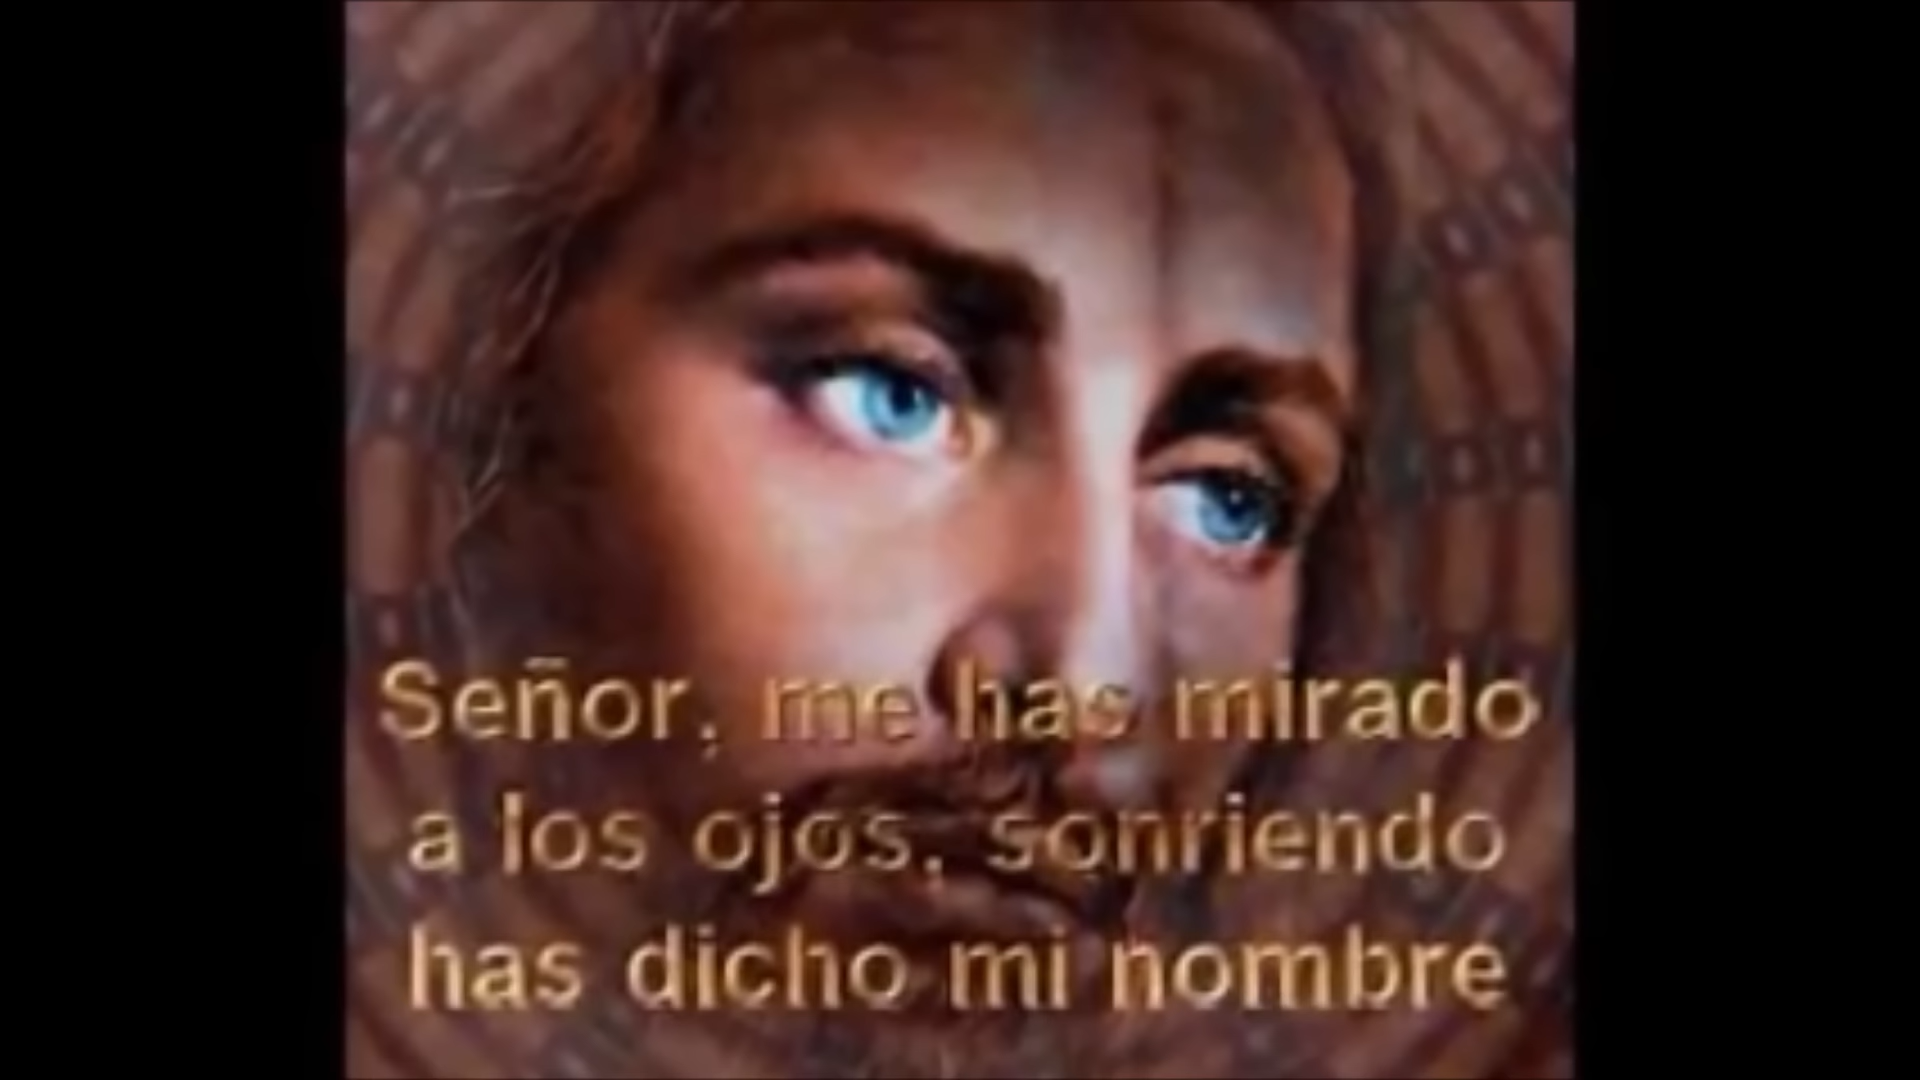 Señor, me has mirado
a los ojos, sonriendo
has dicho mi nombre